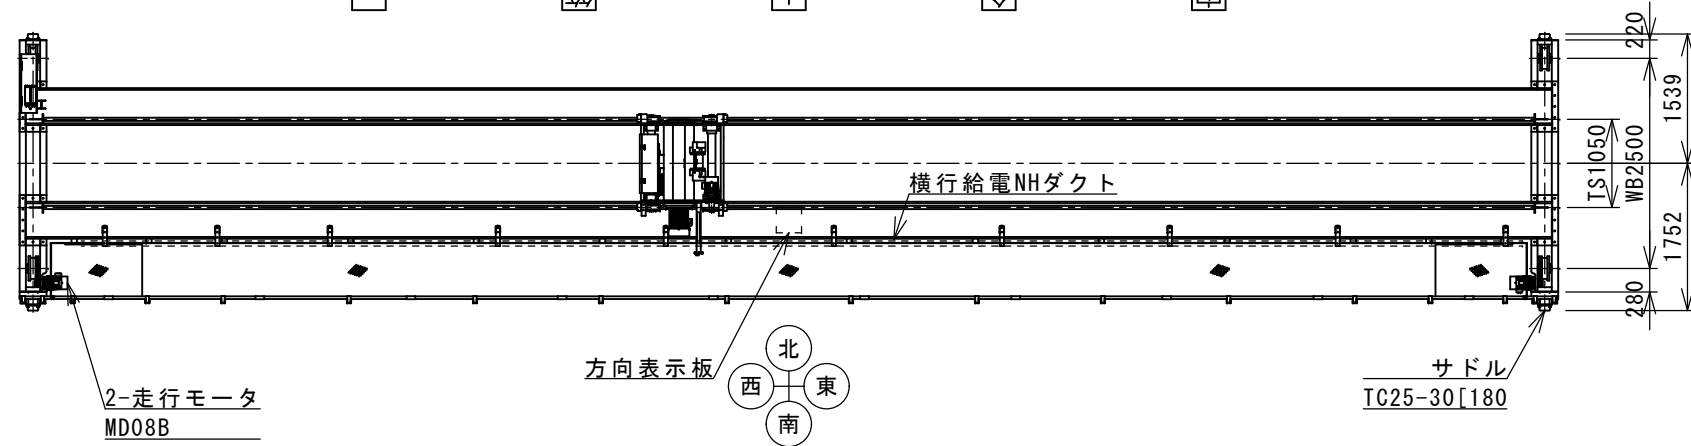 220
1539
TS1050
WB2500
1752
280
横行給電NHダクト
方向表示板
北
西
東
南
2-走行モータ
MD08B
サドル
TC25-30[180